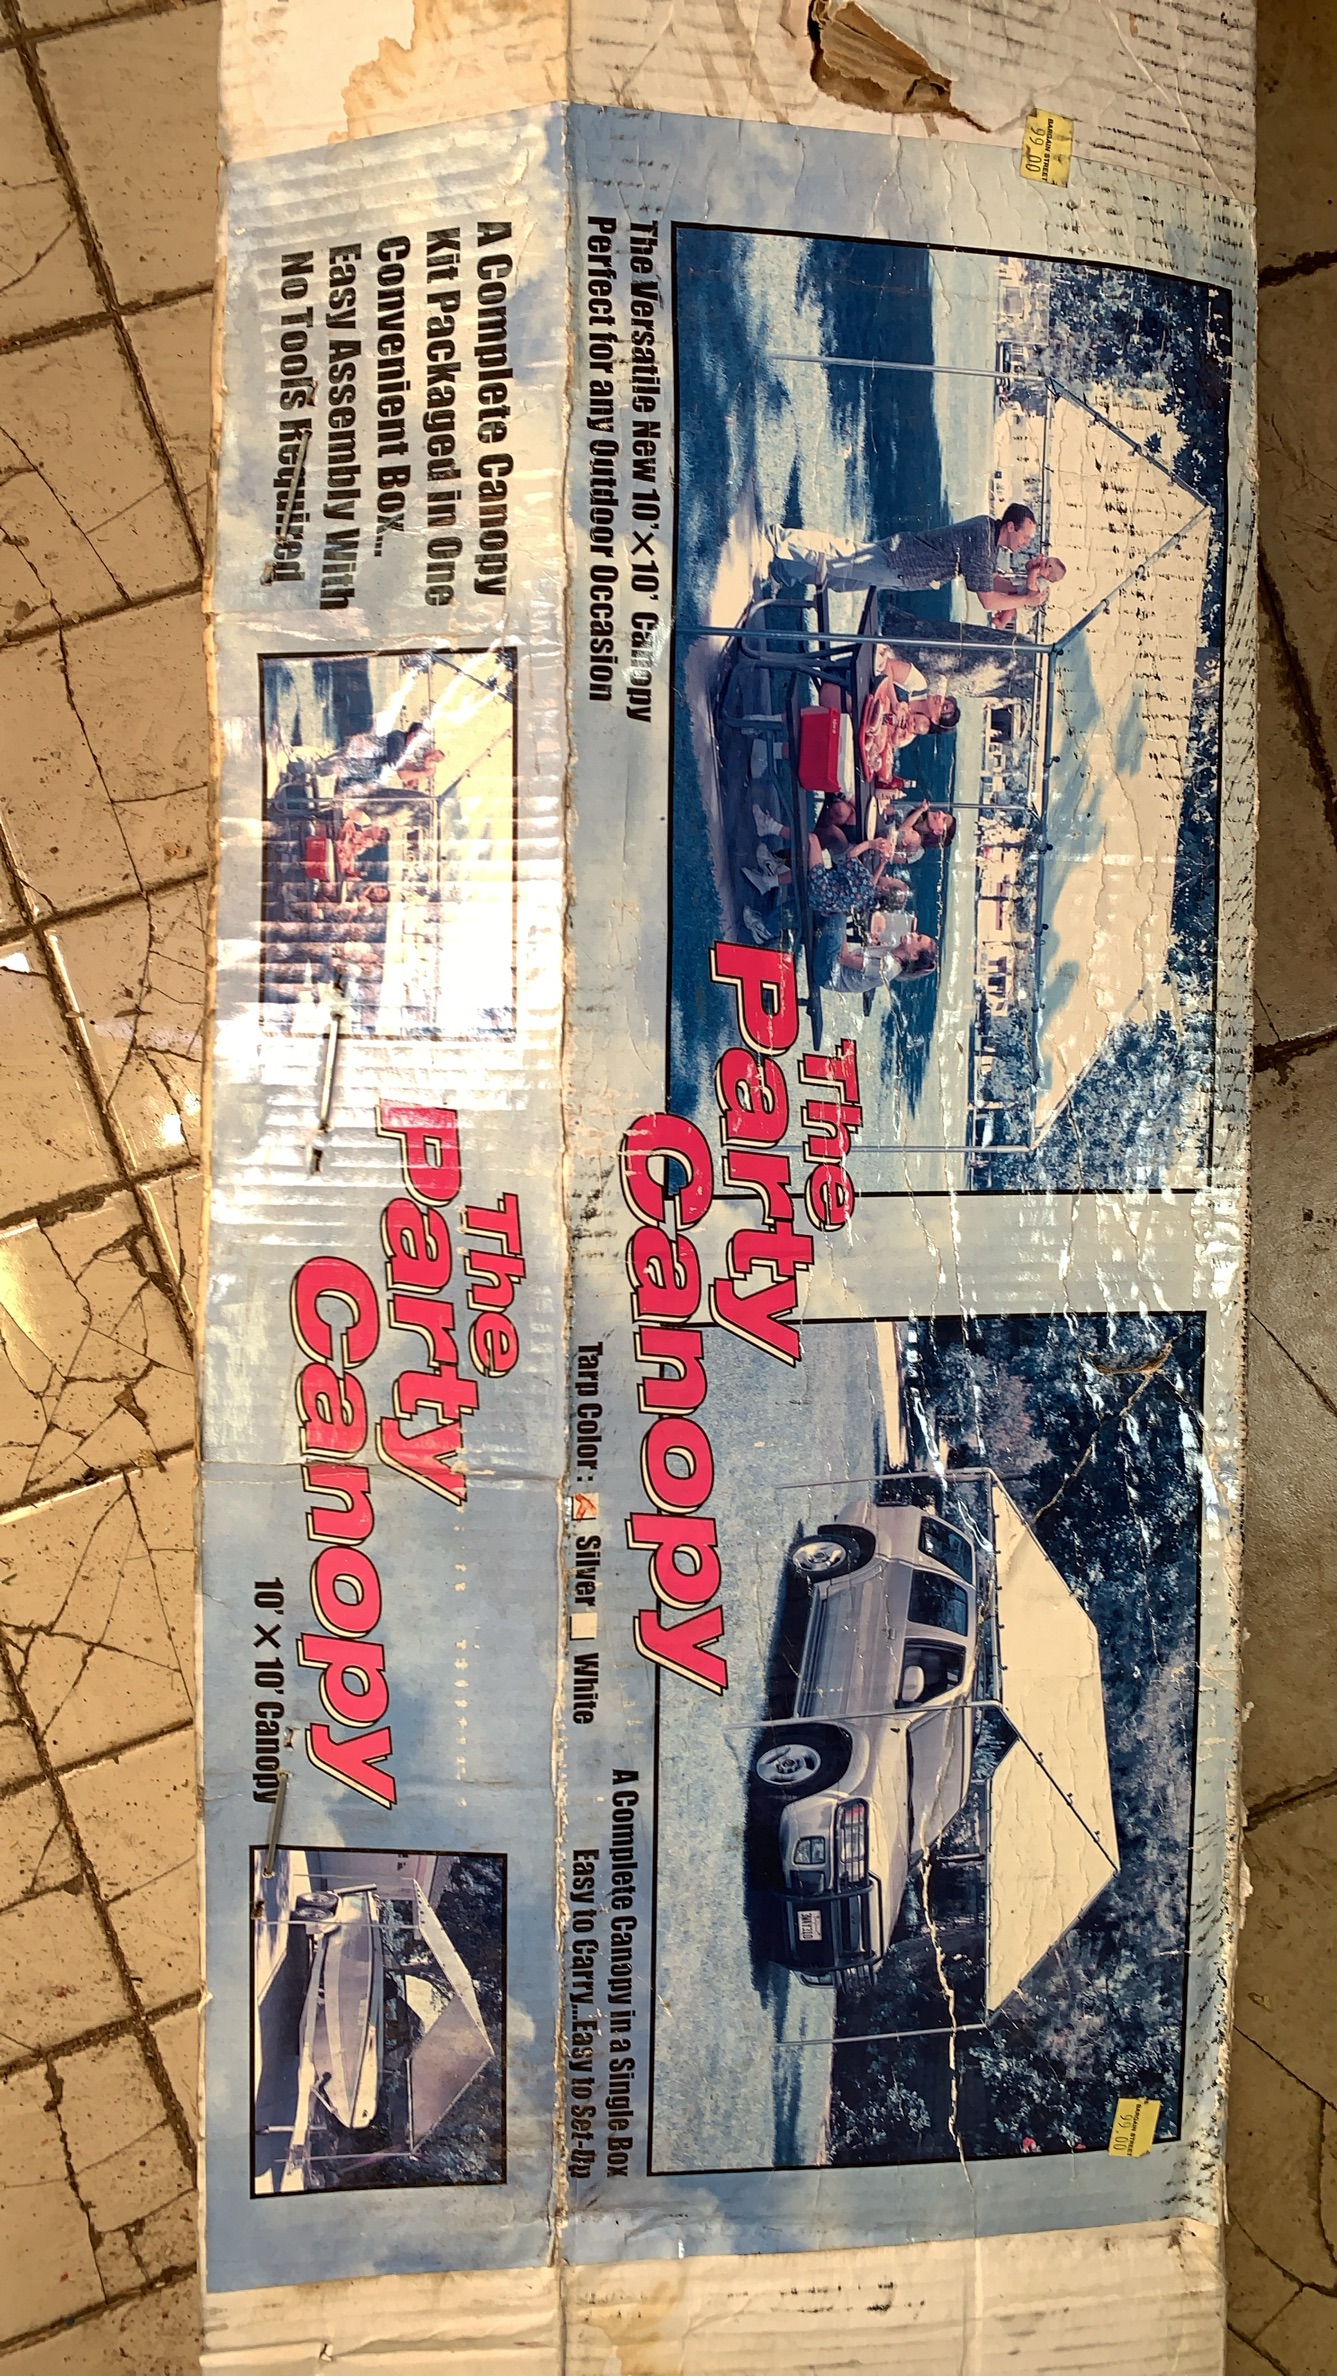 BARGAIN STREET
99.00
The Versatile New 10' × 10' Canopy
Perfect for any Outdoor Occasion
The
Party
Canopy
Tarp Color: Silver White
A Complete Canopy in a Single Box
Easy to Carry...Easy to Set-Up
BARGAIN STREET
99.00
A Complete Canopy
Kit Packaged in One
Convenient Box...
Easy Assembly With
No Tools Required
The
Party
Canopy
10' × 10' Canopy